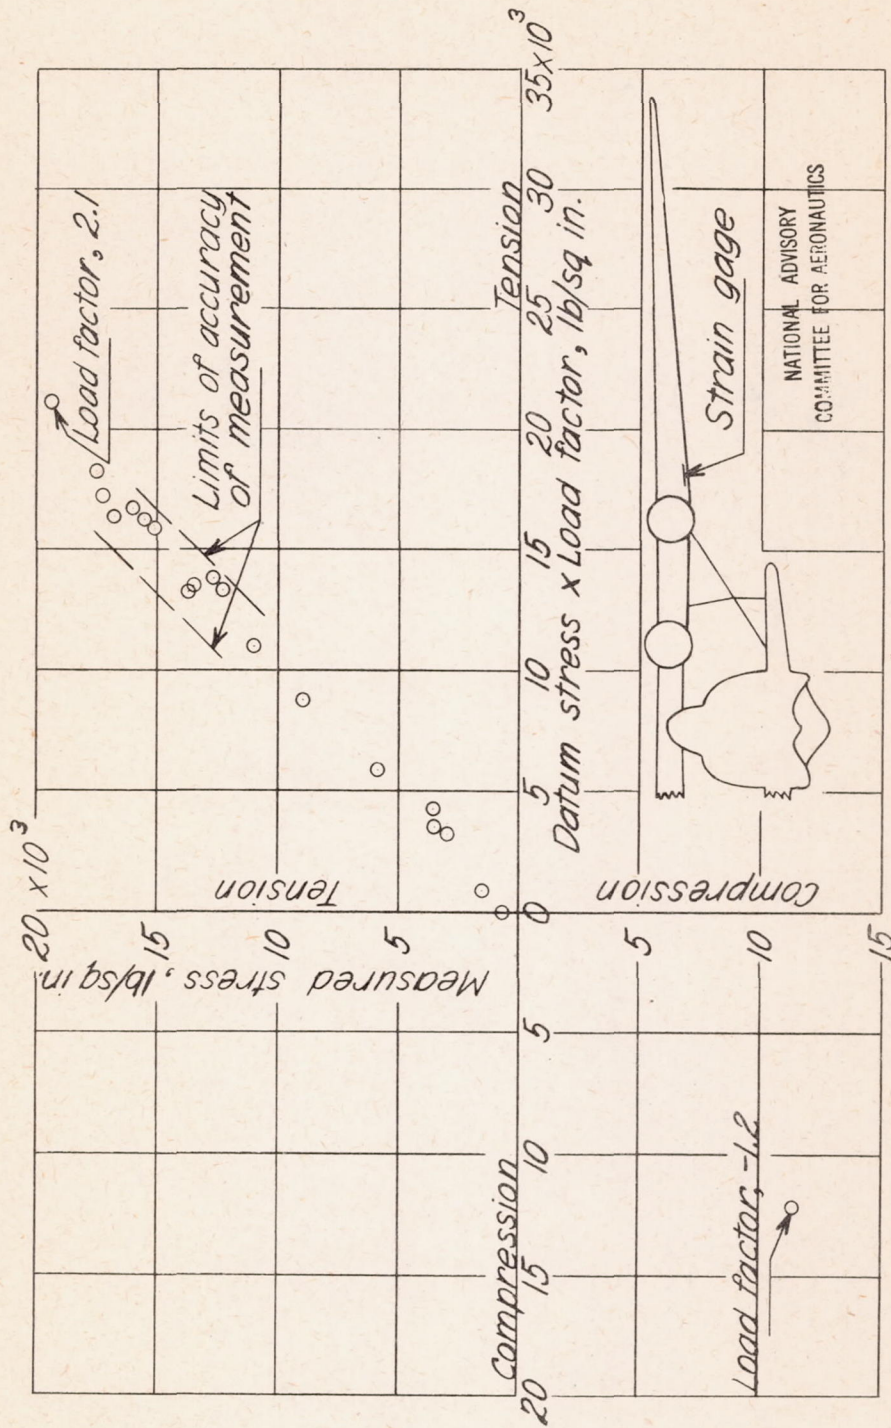 20 x 10³
15
10
5
Measured stress, lb/sq in.
Tension
Compression
5
10
15
Compression
20
15
10
5
0
5
10
15
20
25
30
35x10³
Tension
Datum stress x Load factor, lb/sq in.
Load factor, 2.1
Limits of accuracy
of measurement
Load factor, -1.2
Strain gage
NATIONAL ADVISORY
COMMITTEE FOR AERONAUTICS